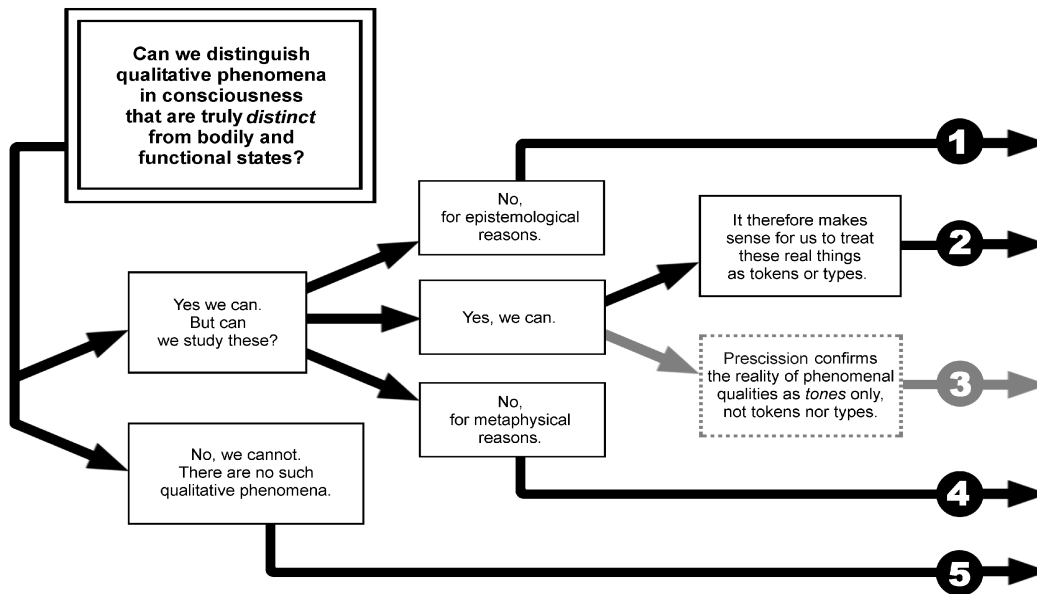 Can we distinguish
qualitative phenomena
in consciousness
that are truly distinct
from bodily and
functional states?
1
No,
for epistemological
reasons.
It therefore makes
sense for us to treat
these real things
as tokens or types.
2
Yes we can.
But can
we study these?
Yes, we can.
Prescission confirms
the reality of phenomenal
qualities as tones only,
not tokens nor types.
3
No,
for metaphysical
reasons.
4
No, we cannot.
There are no such
qualitative phenomena.
5